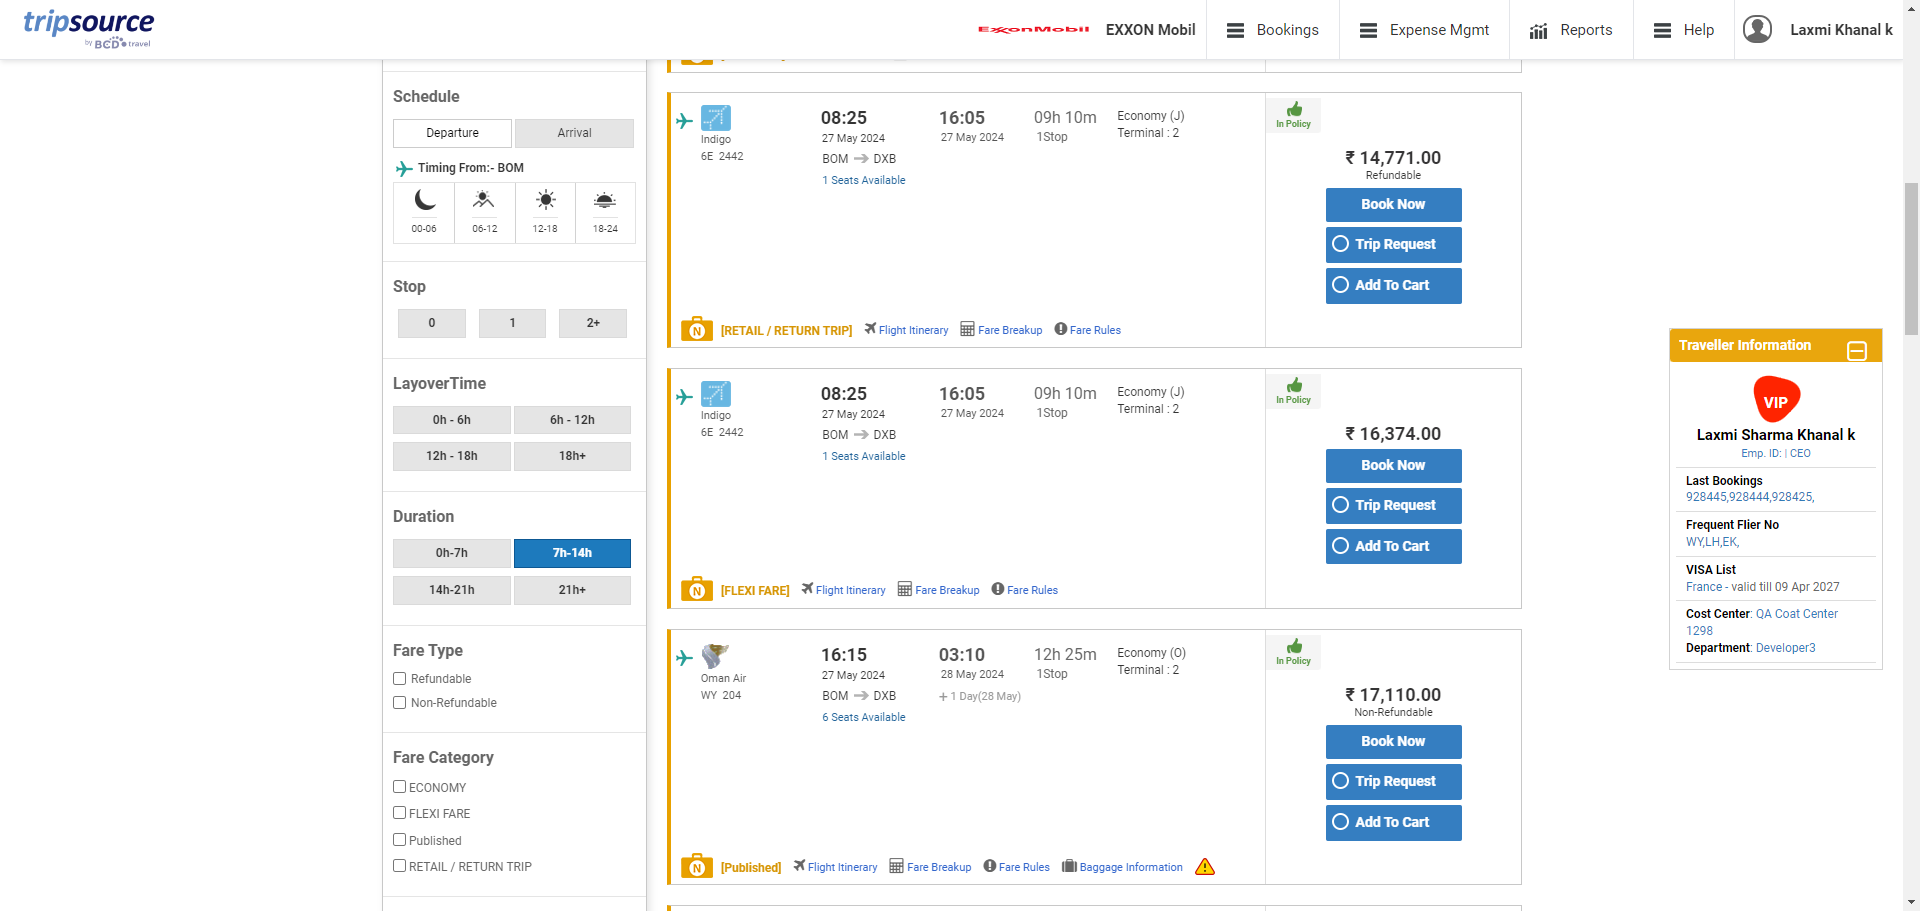 tripsource
by BCD travel
ExxonMobil
EXXON Mobil
Bookings
Expense Mgmt
Reports
Help
Laxmi Khanal k
Schedule
Departure
Arrival
Timing From:- BOM
00-06
06-12
12-18
18-24
Stop
0
1
2+
LayoverTime
0h - 6h
6h - 12h
12h - 18h
18h+
Duration
0h-7h
7h-14h
14h-21h
21h+
Fare Type
Refundable
Non-Refundable
Fare Category
ECONOMY
FLEXI FARE
Published
RETAIL / RETURN TRIP
Indigo
6E 2442
08:25
27 May 2024
BOM DXB
1 Seats Available
16:05
27 May 2024
09h 10m
1Stop
Economy (J)
Terminal : 2
In Policy
₹ 14,771.00
Refundable
Book Now
Trip Request
Add To Cart
N
[RETAIL / RETURN TRIP]
Flight Itinerary
Fare Breakup
Fare Rules
Indigo
6E 2442
08:25
27 May 2024
BOM DXB
1 Seats Available
16:05
27 May 2024
09h 10m
1Stop
Economy (J)
Terminal : 2
In Policy
₹ 16,374.00
Book Now
Trip Request
Add To Cart
N
[FLEXI FARE]
Flight Itinerary
Fare Breakup
Fare Rules
Oman Air
WY 204
16:15
27 May 2024
BOM DXB
6 Seats Available
03:10
28 May 2024
+ 1 Day(28 May)
12h 25m
1Stop
Economy (O)
Terminal : 2
In Policy
₹ 17,110.00
Non-Refundable
Book Now
Trip Request
Add To Cart
N
[Published]
Flight Itinerary
Fare Breakup
Fare Rules
Baggage Information
Traveller Information
VIP
Laxmi Sharma Khanal k
Emp. ID: | CEO
Last Bookings
928445,928444,928425,
Frequent Flier No
WY,LH,EK,
VISA List
France - valid till 09 Apr 2027
Cost Center: QA Coat Center
1298
Department: Developer3